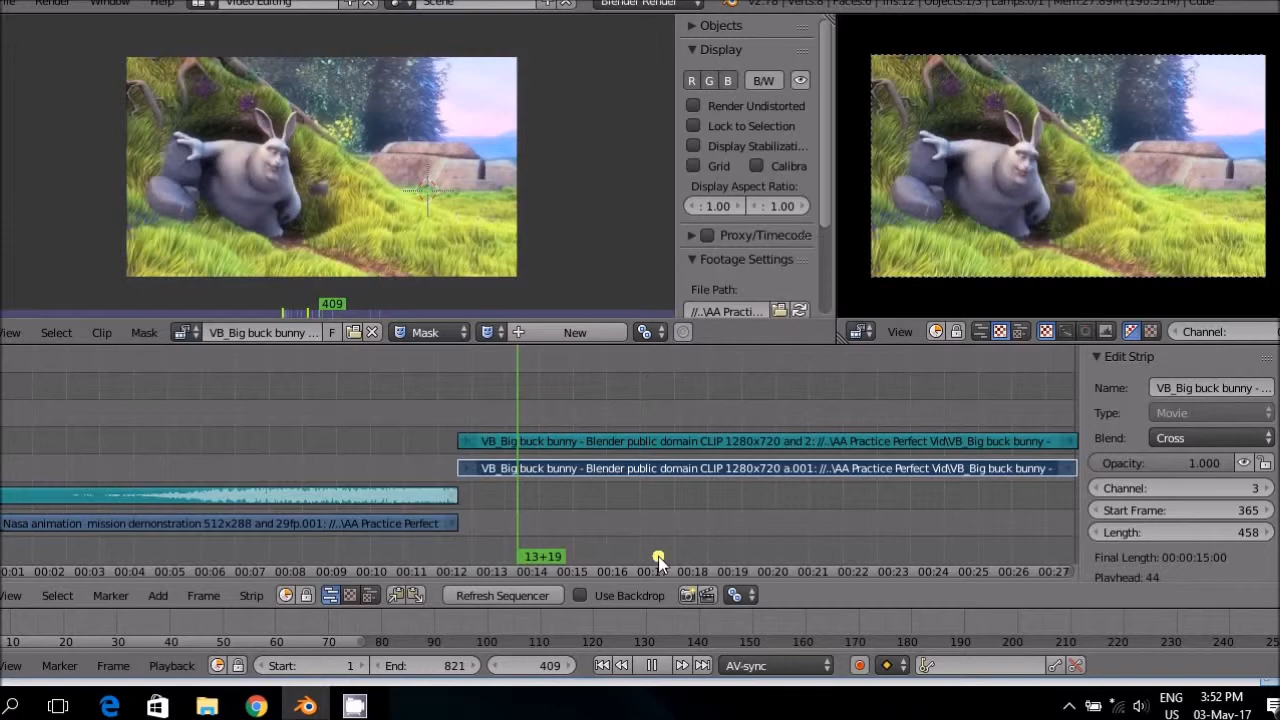 Render Window Video Editing Scene Blender Render v2.78 | Verts:8 | Faces:6 | Tris:12 | Objects:1/3 | Lamps:0/1 | Mem:27.89M (190.51M) | Cube
Objects
Display
R G B B/W
Render Undistorted
Lock to Selection
Display Stabilizati...
Grid Calibra
Display Aspect Ratio:
: 1.00 : 1.00
Proxy/Timecode
Footage Settings
File Path:
//..\AA Practi...
409
View Select Clip Mask VB_Big buck bunny ... F Mask New
View Channel:
Edit Strip
Name: VB_Big buck bunny - ...
Type: Movie
Blend: Cross
Opacity: 1.000
Channel: 3
Start Frame: 365
Length: 458
Final Length: 00:00:15:00
Playhead: 44
VB_Big buck bunny - Blender public domain CLIP 1280x720 and 2: //..\AA Practice Perfect Vid\VB_Big buck bunny -
VB_Big buck bunny - Blender public domain CLIP 1280x720 a.001: //..\AA Practice Perfect Vid\VB_Big buck bunny -
Nasa animation mission demonstration 512x288 and 29fp.001: //..\AA Practice Perfect
13+19
0:01 00:02 00:03 00:04 00:05 00:06 00:07 00:08 00:09 00:10 00:11 00:12 00:13 00:14 00:15 00:16 00:17 00:18 00:19 00:20 00:21 00:22 00:23 00:24 00:25 00:26 00:27
View Select Marker Add Frame Strip Refresh Sequencer Use Backdrop
10 20 30 40 50 60 70 80 90 100 110 120 130 140 150 160 170 180 190 200 210 220 230 240 25
View Marker Frame Playback Start: 1 End: 821 409 AV-sync
ENG 3:52 PM
US 03-May-17